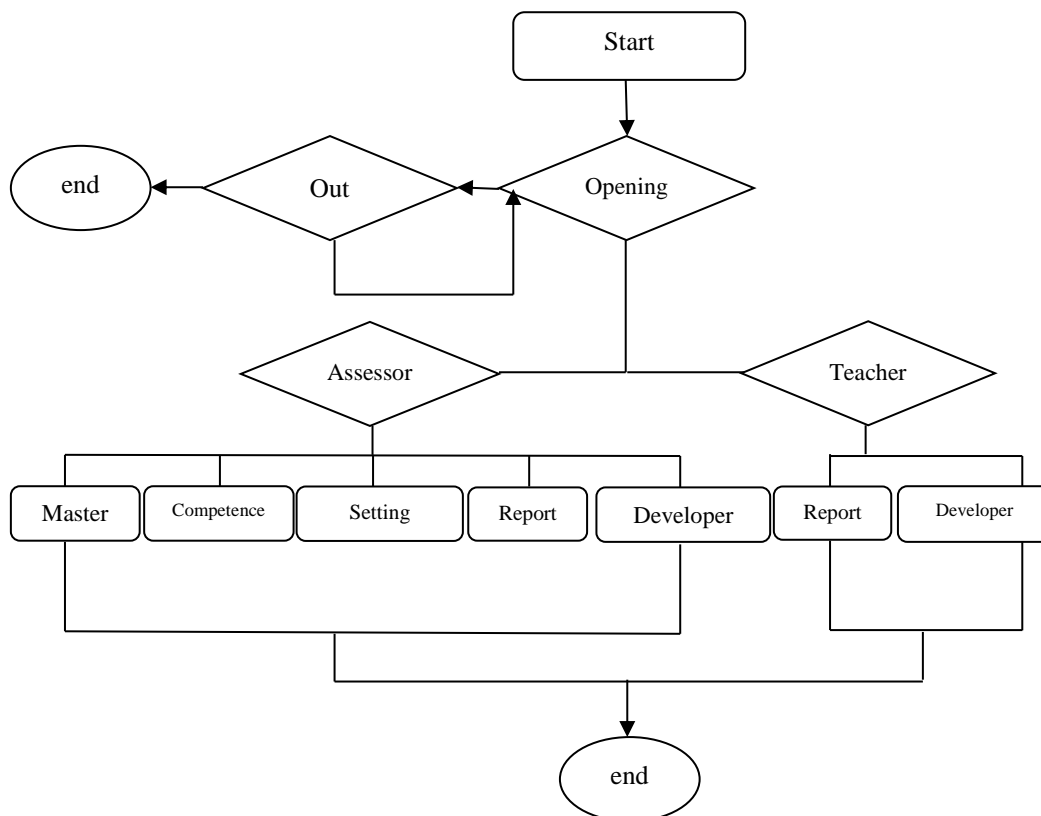 Start
end
Out
Opening
Assessor
Teacher
Master
Competence
Setting
Report
Developer
Report
Developer
end